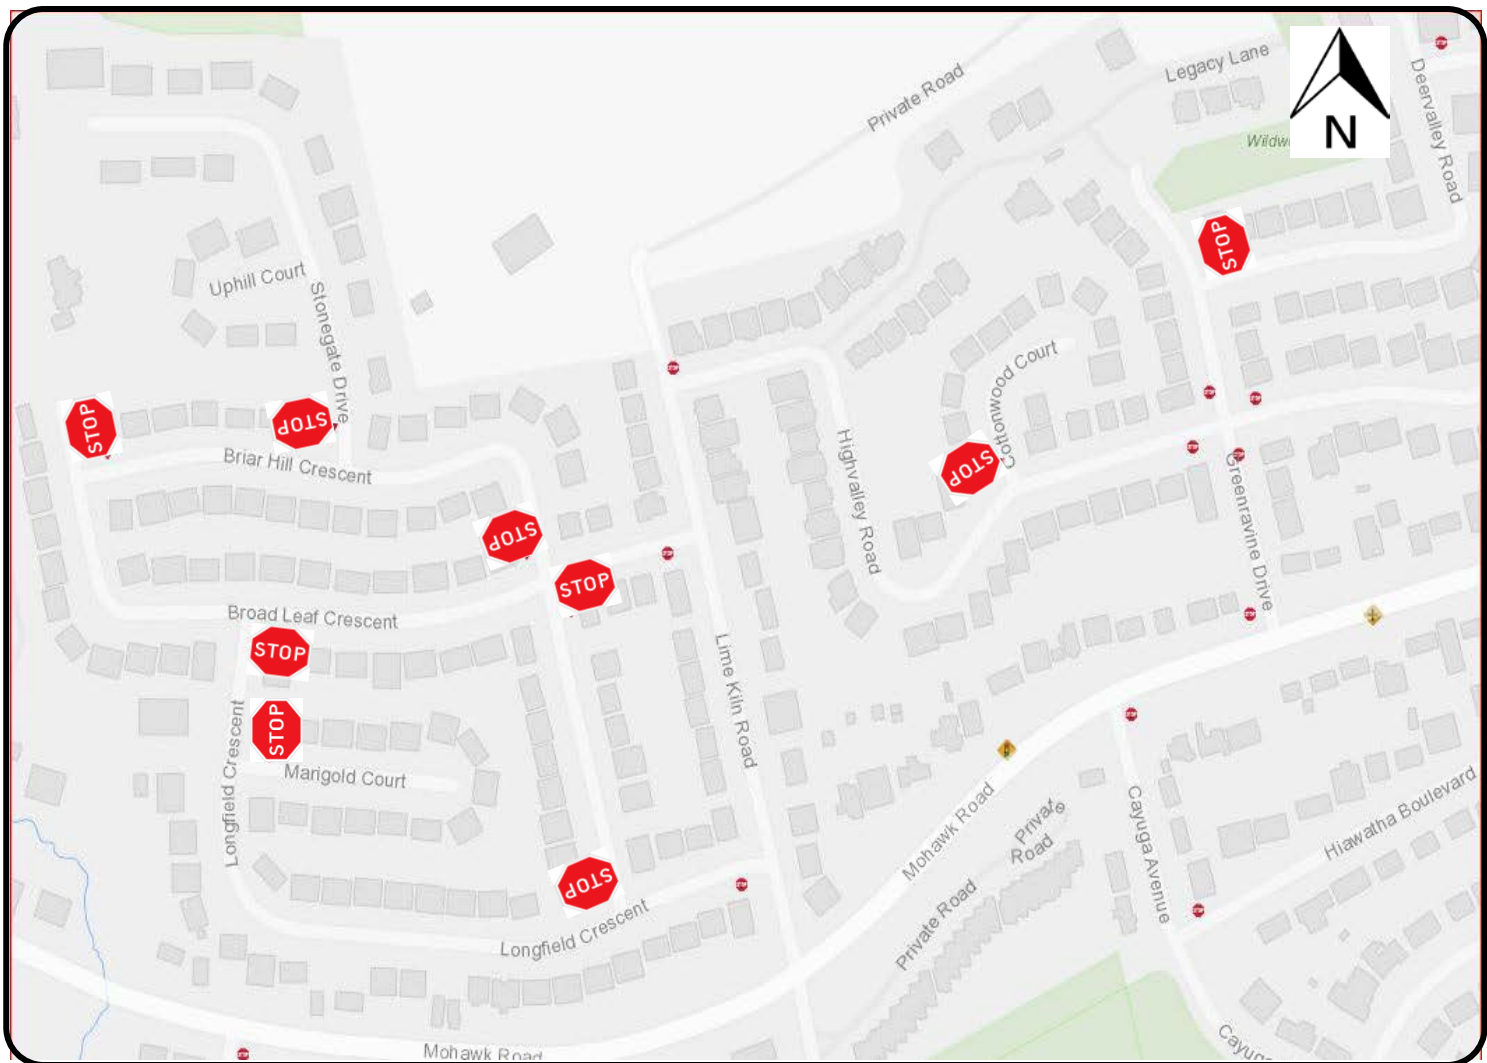 Private Road
Legacy Lane
Deervalley Road
N
STOP
Uphill Court
Stonegate Drive
Cottonwood Court
STOP
STOP
Briar Hill Crescent
Highvalley Road
STOP
Greenravine Drive
STOP
STOP
Broad Leaf Crescent
STOP
Lime Kiln Road
Longfield Crescent
STOP
Marigold Court
Mohawk Road
Private
Road
Cayuga Avenue
Hiawatha Boulevard
STOP
Longfield Crescent
Private Road
Mohawk Road